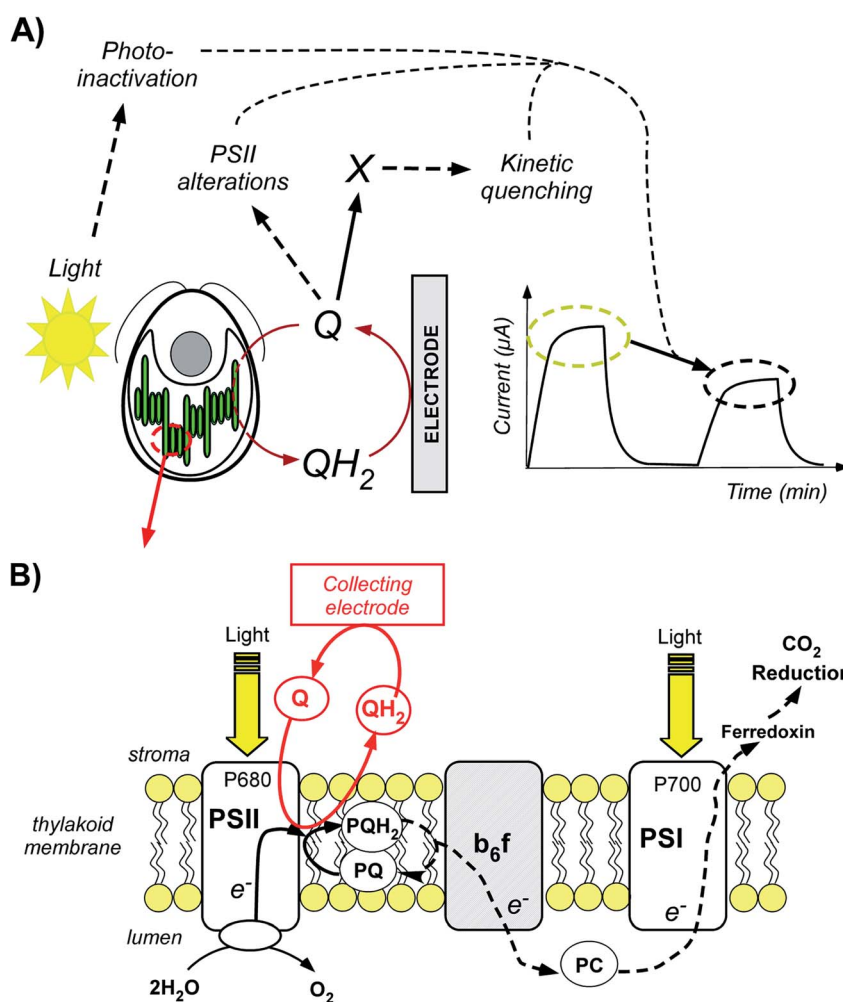 A)
Photo-
inactivation
PSII
alterations
X
Kinetic
quenching
Light
Q
QH2
ELECTRODE
Current (µA)
Time (min)
B)
Collecting
electrode
Light
Light
CO2
Reduction
Q
QH2
Ferredoxin
stroma
P680
P700
PSII
thylakoid
membrane
PQH2
b6f
PSI
PQ
e-
e-
e-
lumen
PC
2H2O
O2